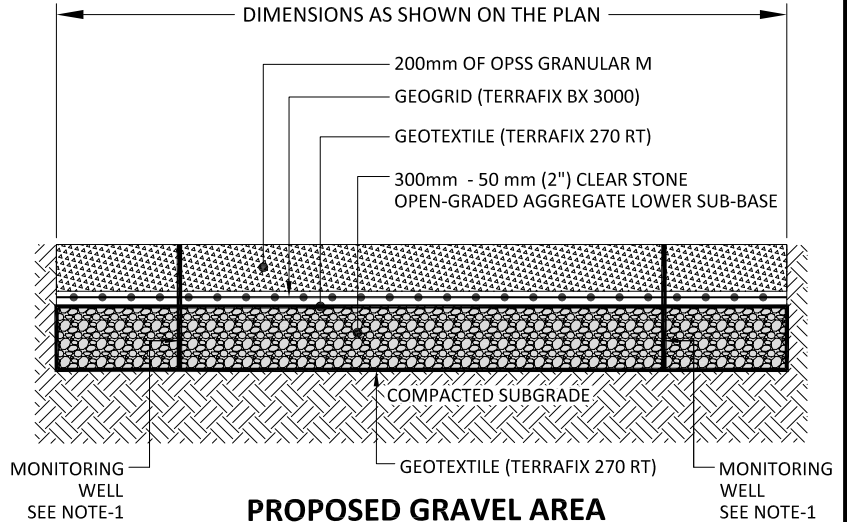 DIMENSIONS AS SHOWN ON THE PLAN
200mm OF OPSS GRANULAR M
GEOGRID (TERRAFIX BX 3000)
GEOTEXTILE (TERRAFIX 270 RT)
300mm - 50 mm (2") CLEAR STONE
OPEN-GRADED AGGREGATE LOWER SUB-BASE
COMPACTED SUBGRADE
GEOTEXTILE (TERRAFIX 270 RT)
MONITORING
WELL
SEE NOTE-1
MONITORING
WELL
SEE NOTE-1
PROPOSED GRAVEL AREA